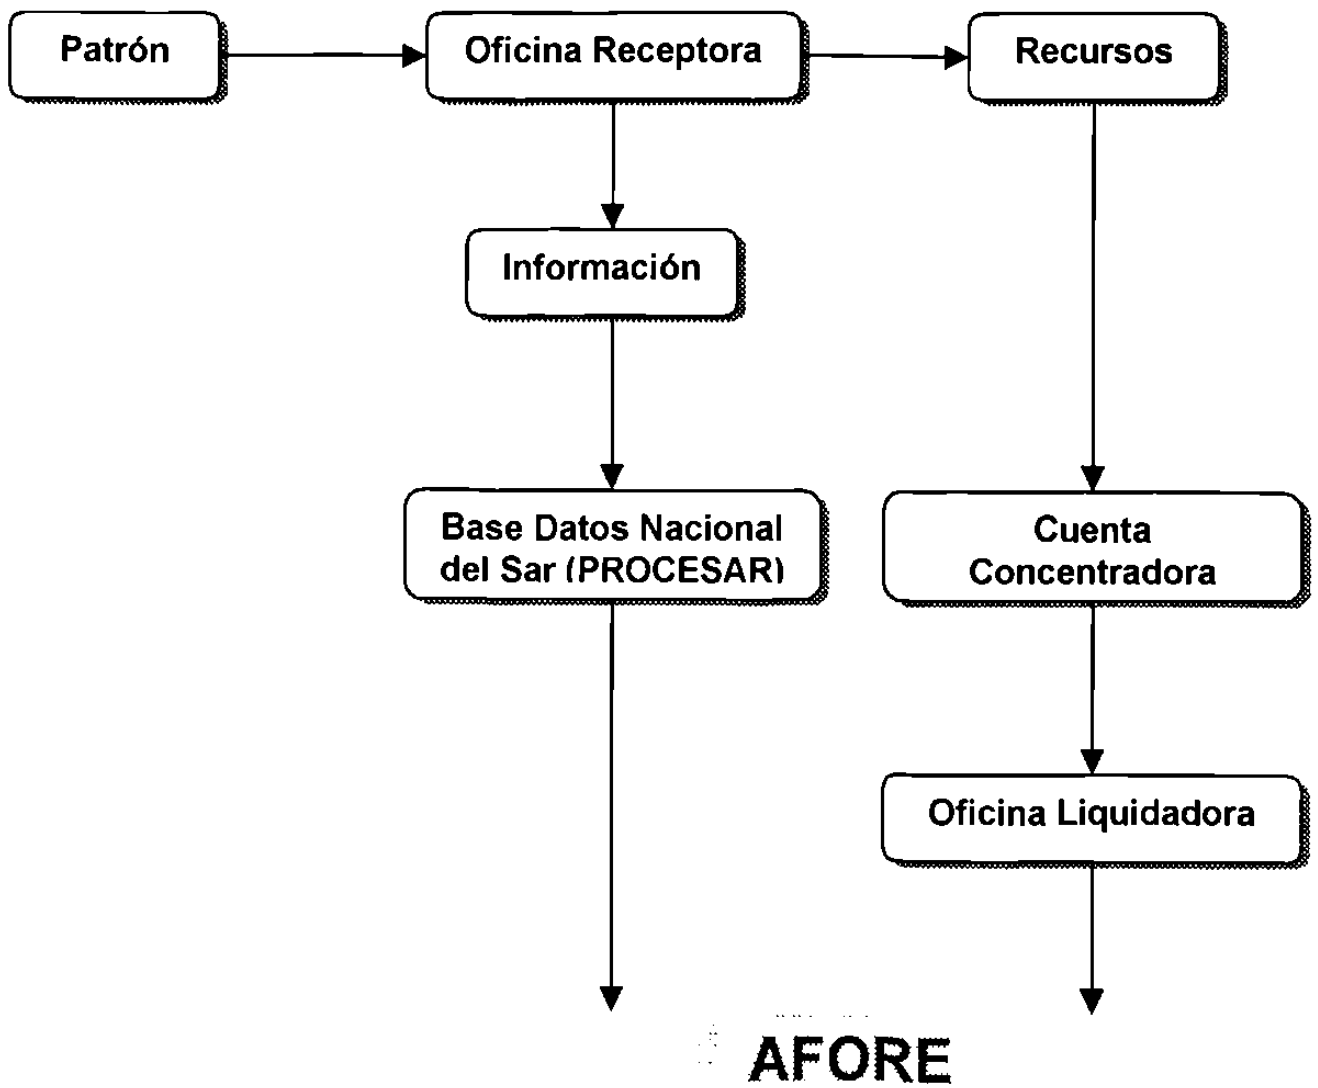 Patrón
Oficina Receptora
Recursos
Información
Base Datos Nacional
del Sar (PROCESAR)
Cuenta
Concentradora
Oficina Liquidadora
AFORE